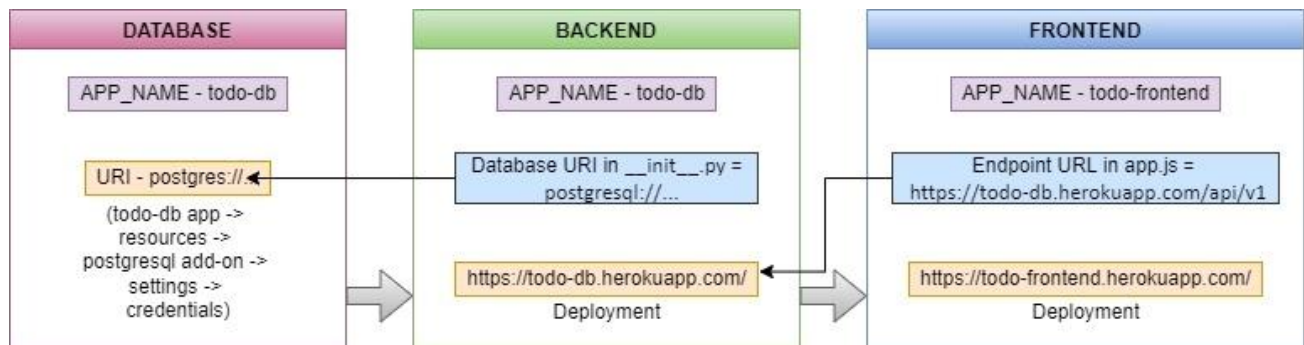 DATABASE
APP_NAME - todo-db
URI - postgres://...
(todo-db app ->
resources ->
postgresql add-on ->
settings ->
credentials)
BACKEND
APP_NAME - todo-db
Database URI in __init__.py =
postgresql://...
https://todo-db.herokuapp.com/
Deployment
FRONTEND
APP_NAME - todo-frontend
Endpoint URL in app.js =
https://todo-db.herokuapp.com/api/v1
https://todo-frontend.herokuapp.com/
Deployment